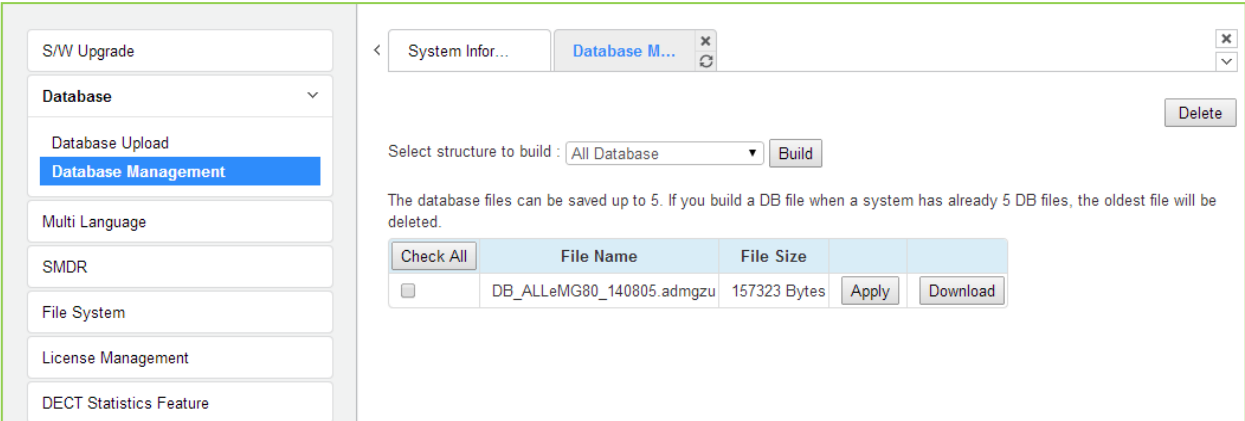 S/W Upgrade
Database
Database Upload
Database Management
Multi Language
SMDR
File System
License Management
DECT Statistics Feature
System Infor...
Database M...
Delete
Select structure to build : All Database Build
The database files can be saved up to 5. If you build a DB file when a system has already 5 DB files, the oldest file will be
deleted.
Check All File Name File Size
DB_ALLeMG80_140805.admgzu 157323 Bytes Apply Download